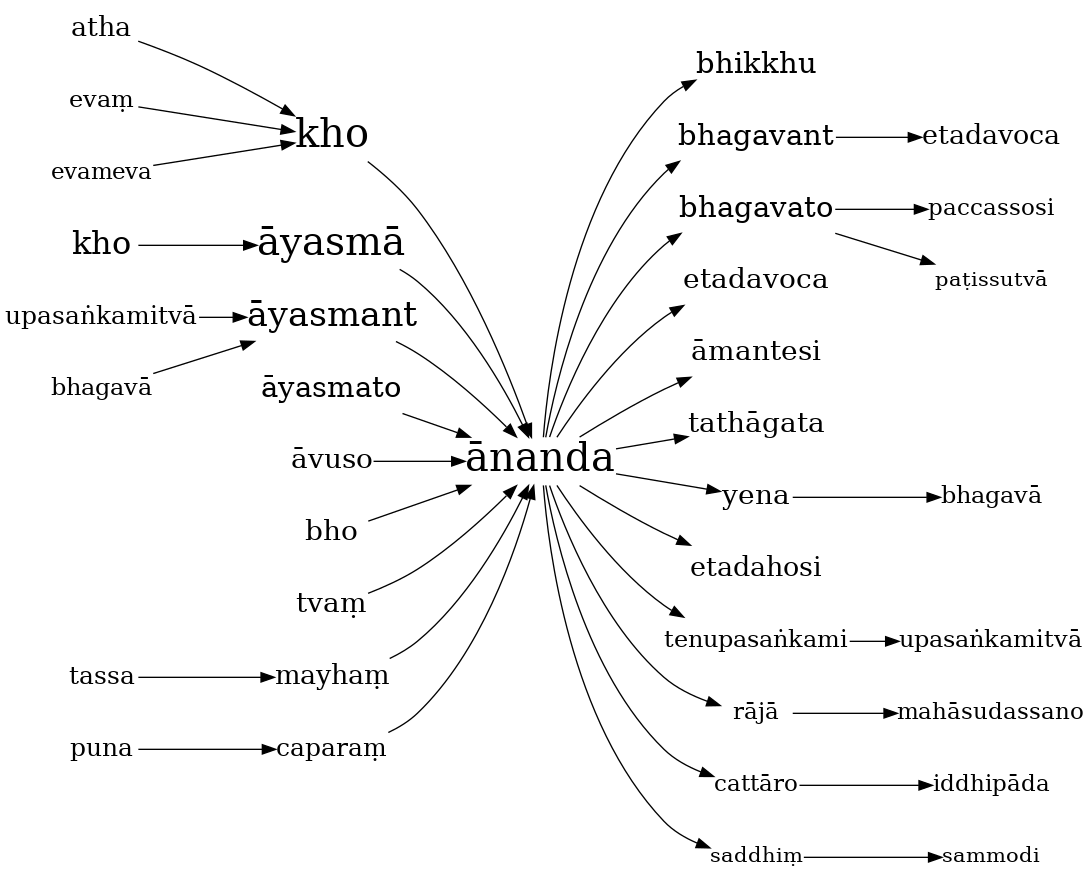 atha
evaṃ
evameva
kho
kho
āyasmā
upasaṅkamitvā
āyasmant
bhagavā
āyasmato
āvuso
bho
tvaṃ
tassa
mayhaṃ
puna
caparaṃ
ānanda
bhikkhu
bhagavant
etadavoca
bhagavato
paccassosi
paṭissutvā
etadavoca
āmantesi
tathāgata
yena
bhagavā
etadahosi
tenupasaṅkami
upasaṅkamitvā
rājā
mahāsudassano
cattāro
iddhipāda
saddhiṃ
sammodi